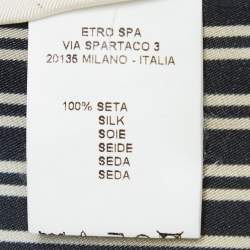 ETRO SPA
VIA SPARTACO 3
20135 MILANO - ITALIA
100% SETA
SILK
SOIE
SEIDE
SEDA
SEDA